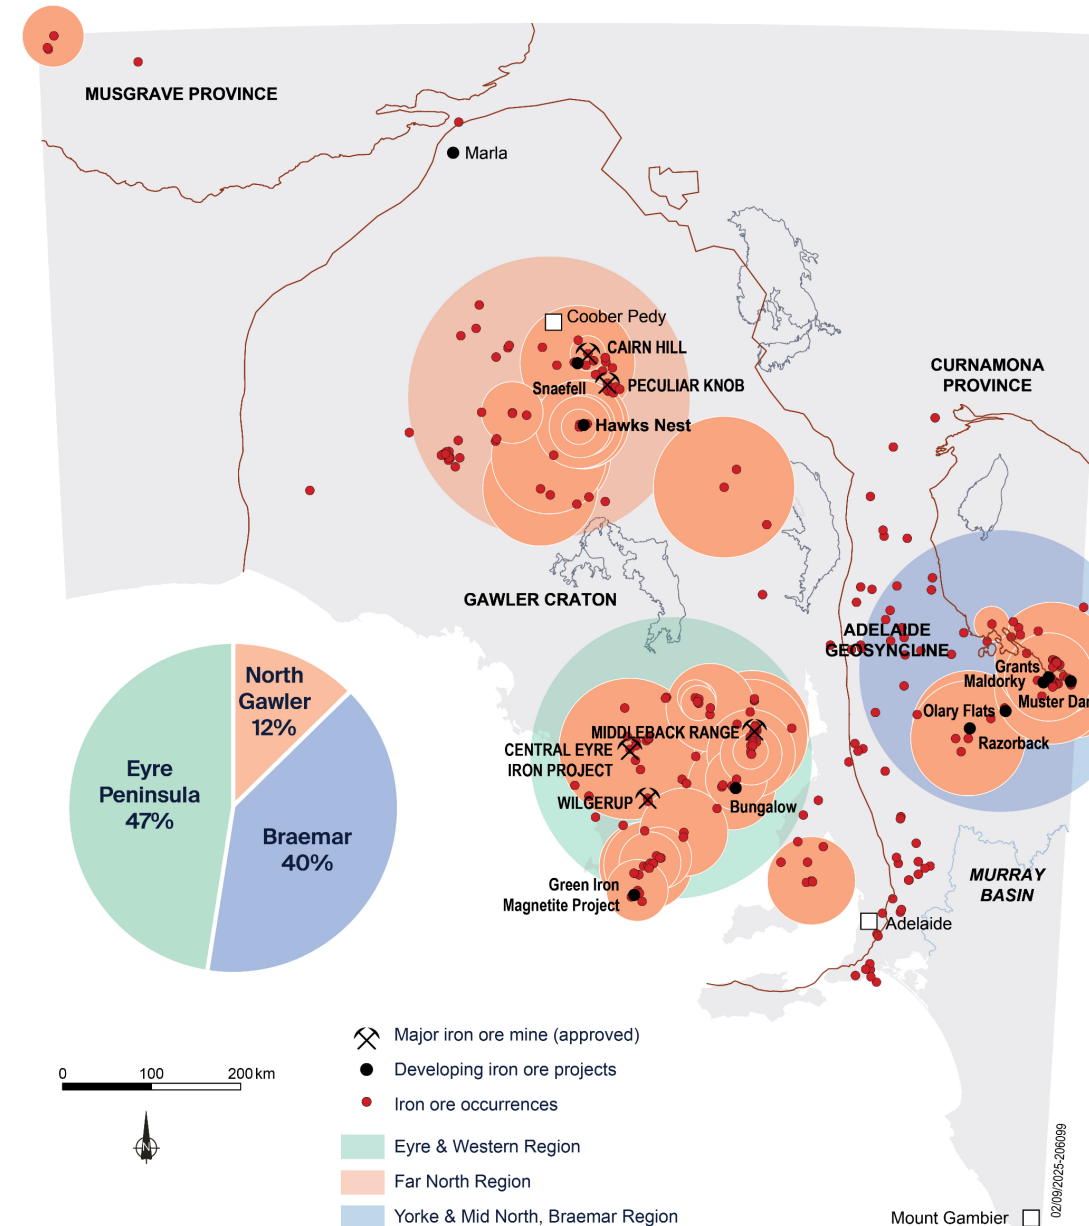 MUSGRAVE PROVINCE
Marla
Coober Pedy
CAIRN HILL
Snaefell
PECULIAR KNOB
Hawks Nest
CURNAMONA
PROVINCE
GAWLER CRATON
ADELAIDE
GEOSYNCLINE
Grants
Maldorky
Muster Dam
Olary Flats
Razorback
MIDDLEBACK RANGE
CENTRAL EYRE
IRON PROJECT
WILGERUP
Bungalow
Green Iron
Magnetite Project
MURRAY
BASIN
Adelaide
North
Gawler
12%
Eyre
Peninsula
47%
Braemar
40%
0 100 200 km
N
Major iron ore mine (approved)
Developing iron ore projects
Iron ore occurrences
Eyre & Western Region
Far North Region
Yorke & Mid North, Braemar Region
Mount Gambier
02/09/2025-206099